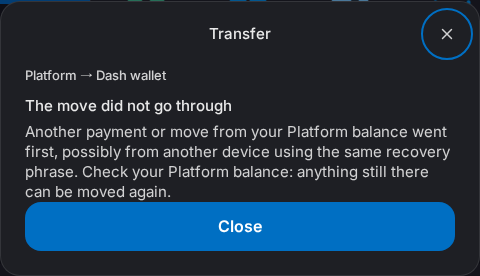 Transfer
Platform → Dash wallet
The move did not go through
Another payment or move from your Platform balance went
first, possibly from another device using the same recovery
phrase. Check your Platform balance: anything still there
can be moved again.
Close